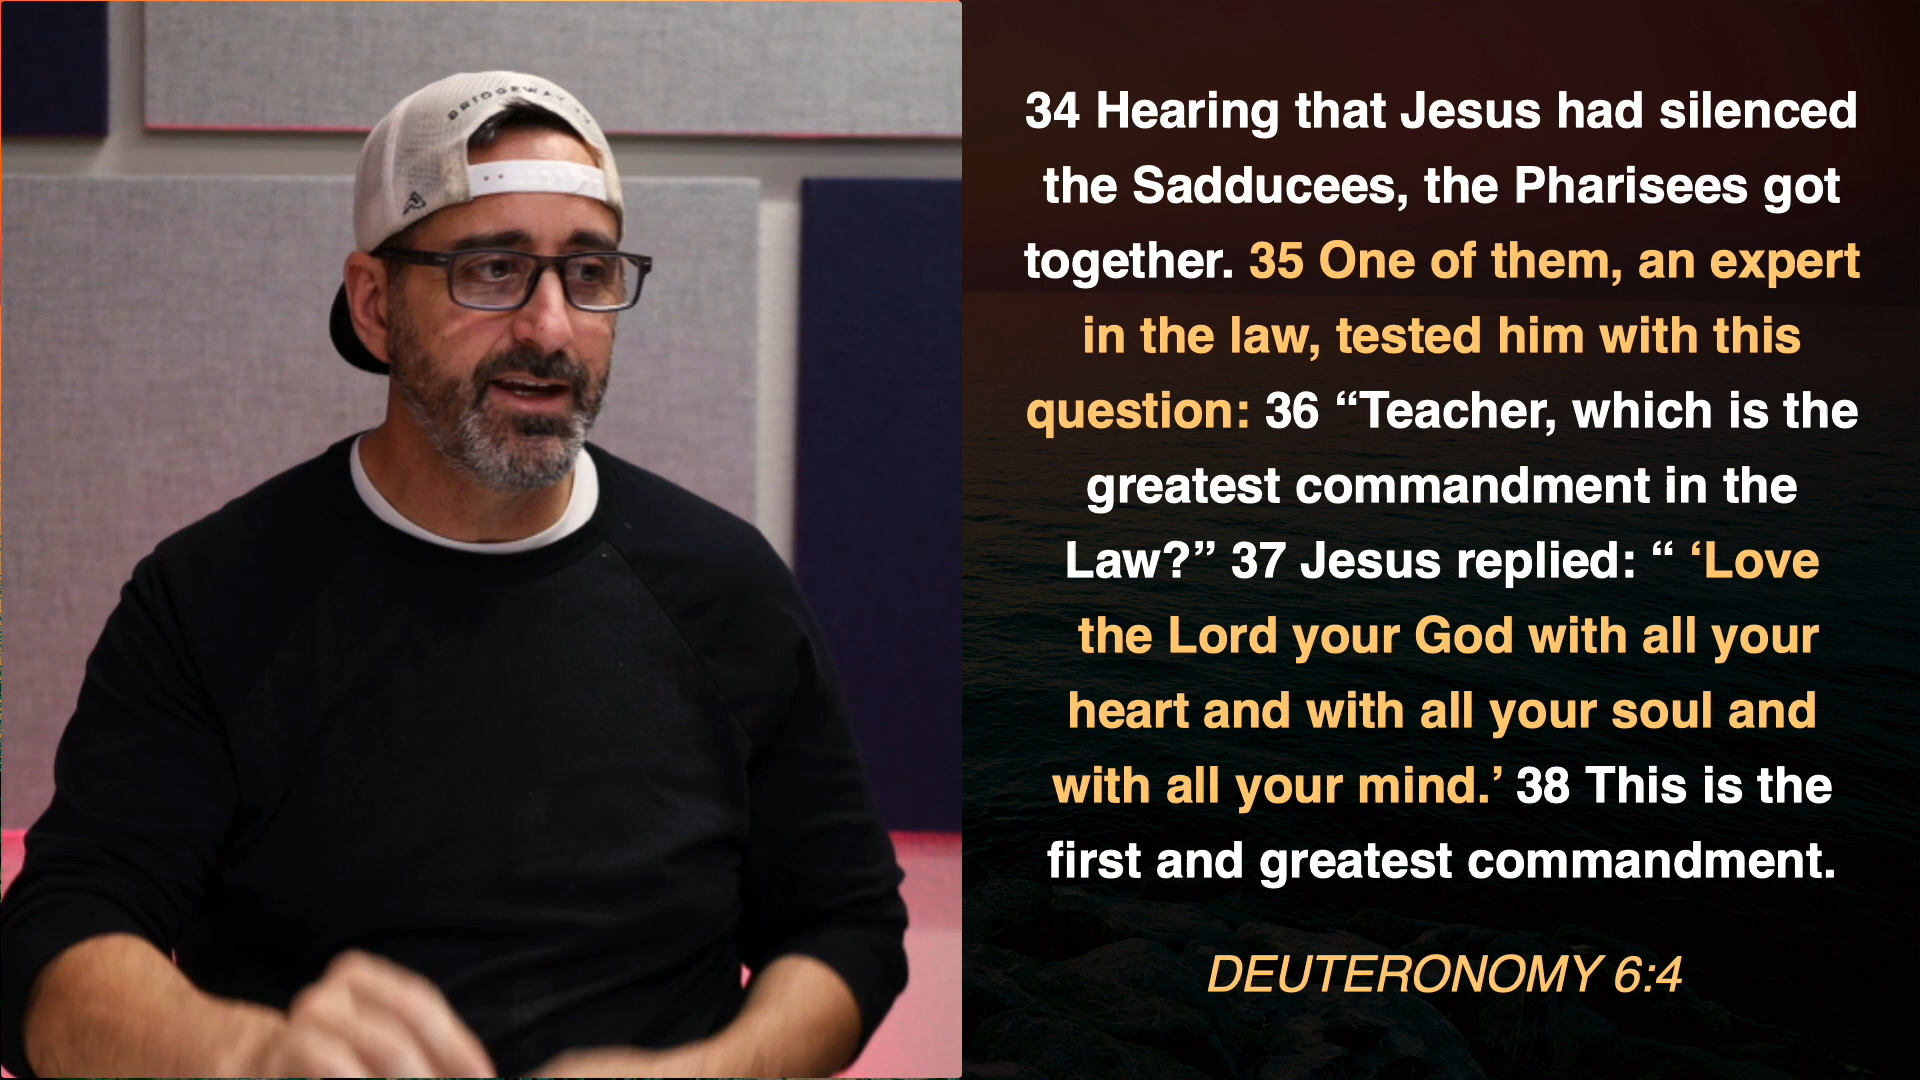 BRIDGEWAY
34 Hearing that Jesus had silenced
the Sadducees, the Pharisees got
together. 35 One of them, an expert
in the law, tested him with this
question: 36 “Teacher, which is the
greatest commandment in the
Law?” 37 Jesus replied: “ ‘Love
the Lord your God with all your
heart and with all your soul and
with all your mind.’ 38 This is the
first and greatest commandment.
DEUTERONOMY 6:4